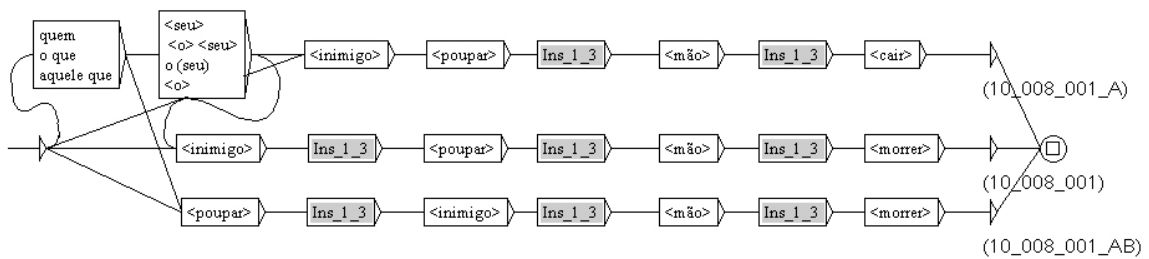 quem
o que
aquele que
<seu>
<o> <seu>
o (seu)
<o>
<inimigo> <poupar> Ins_1_3 <mão> Ins_1_3 <cair>
(10_008_001_A)
<inimigo> Ins_1_3 <poupar> Ins_1_3 <mão> Ins_1_3 <morrer>
(10_008_001)
<poupar> Ins_1_3 <inimigo> Ins_1_3 <mão> Ins_1_3 <morrer>
(10_008_001_AB)